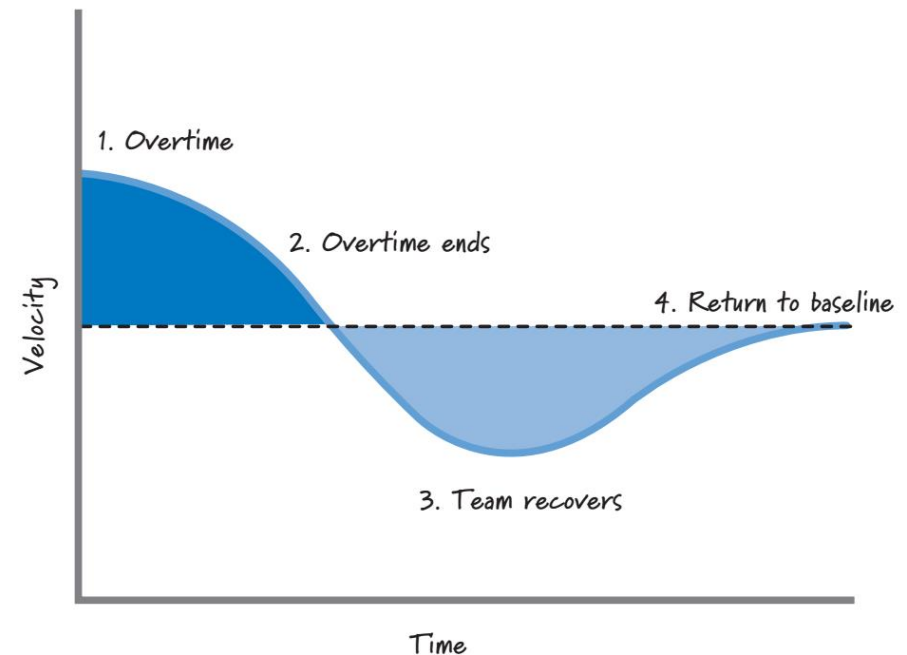 1. Overtime
2. Overtime ends
4. Return to baseline
Velocity
3. Team recovers
Time